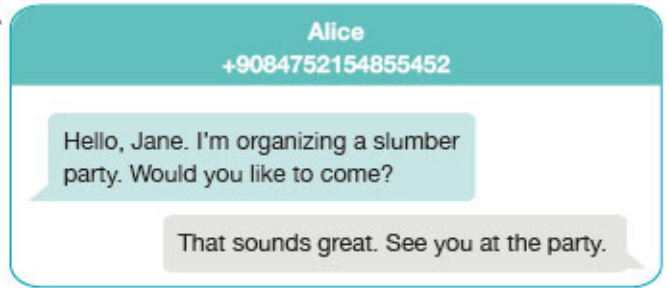 Alice
+9084752154855452
Hello, Jane. I'm organizing a slumber
party. Would you like to come?
That sounds great. See you at the party.